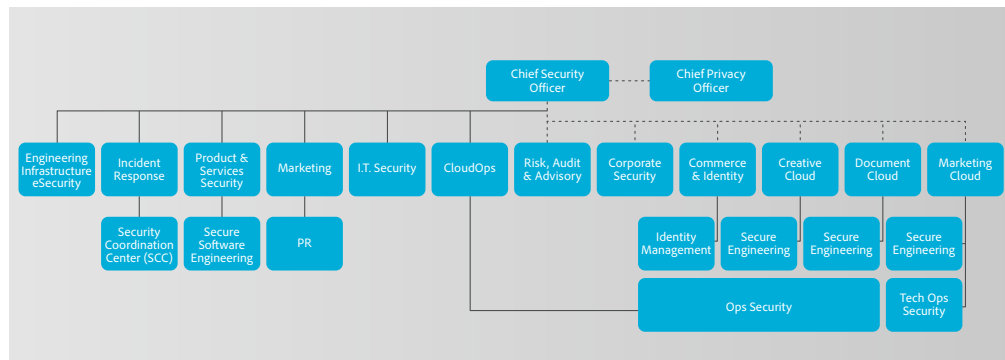 Chief Security
Officer
Chief Privacy
Officer
Engineering
Infrastructure
eSecurity
Incident
Response
Product &
Services
Security
Marketing
I.T. Security
CloudOps
Risk, Audit
& Advisory
Corporate
Security
Commerce
& Identity
Creative
Cloud
Document
Cloud
Marketing
Cloud
Security
Coordination
Center (SCC)
Secure
Software
Engineering
PR
Identity
Management
Secure
Engineering
Secure
Engineering
Secure
Engineering
Ops Security
Tech Ops
Security